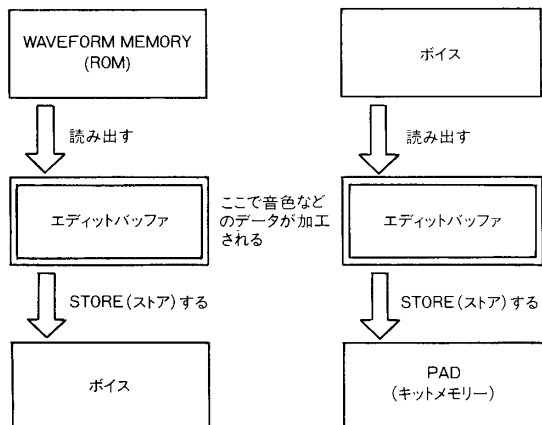 WAVEFORM MEMORY
(ROM)
読み出す
エディットバッファ
STORE(ストア)する
ボイス
ここで音色など
のデータが加工
される
ボイス
読み出す
エディットバッファ
STORE(ストア)する
PAD
(キットメモリー)